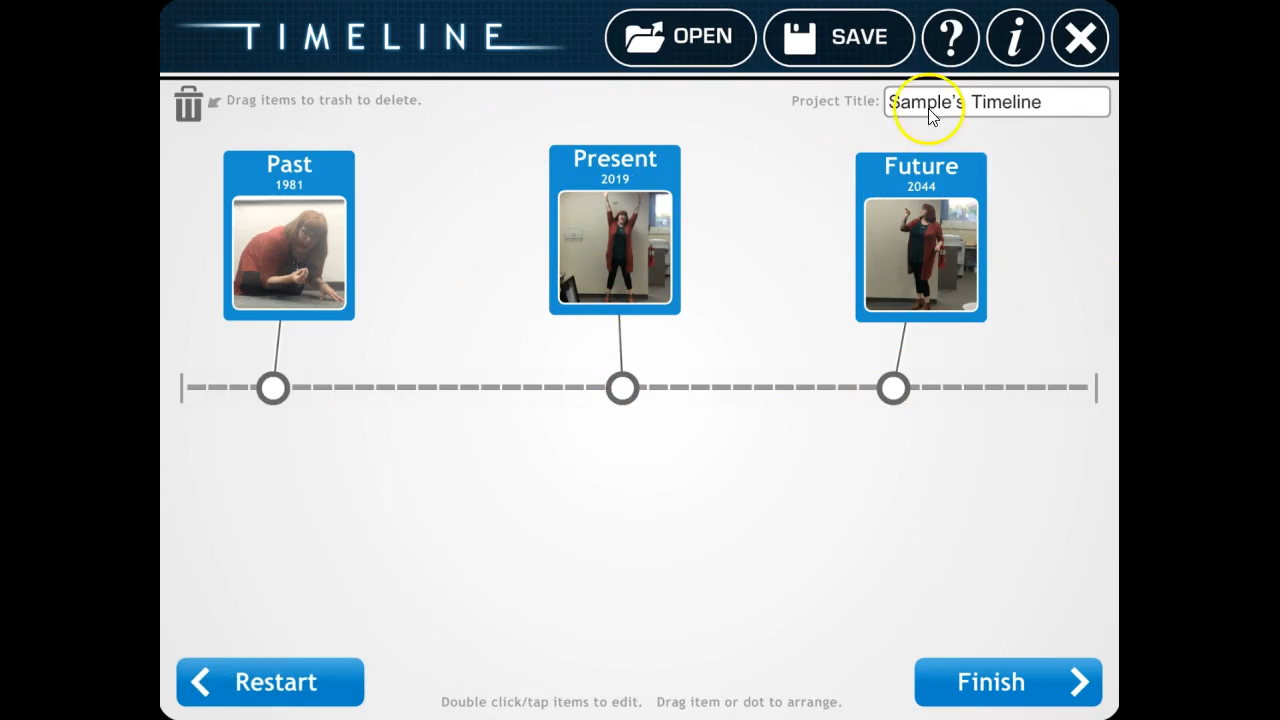 TIMELINE
OPEN
SAVE
?
i
Drag items to trash to delete.
Project Title: Sample's Timeline
Past
1981
Present
2019
Future
2044
Restart
Double click/tap items to edit. Drag item or dot to arrange.
Finish